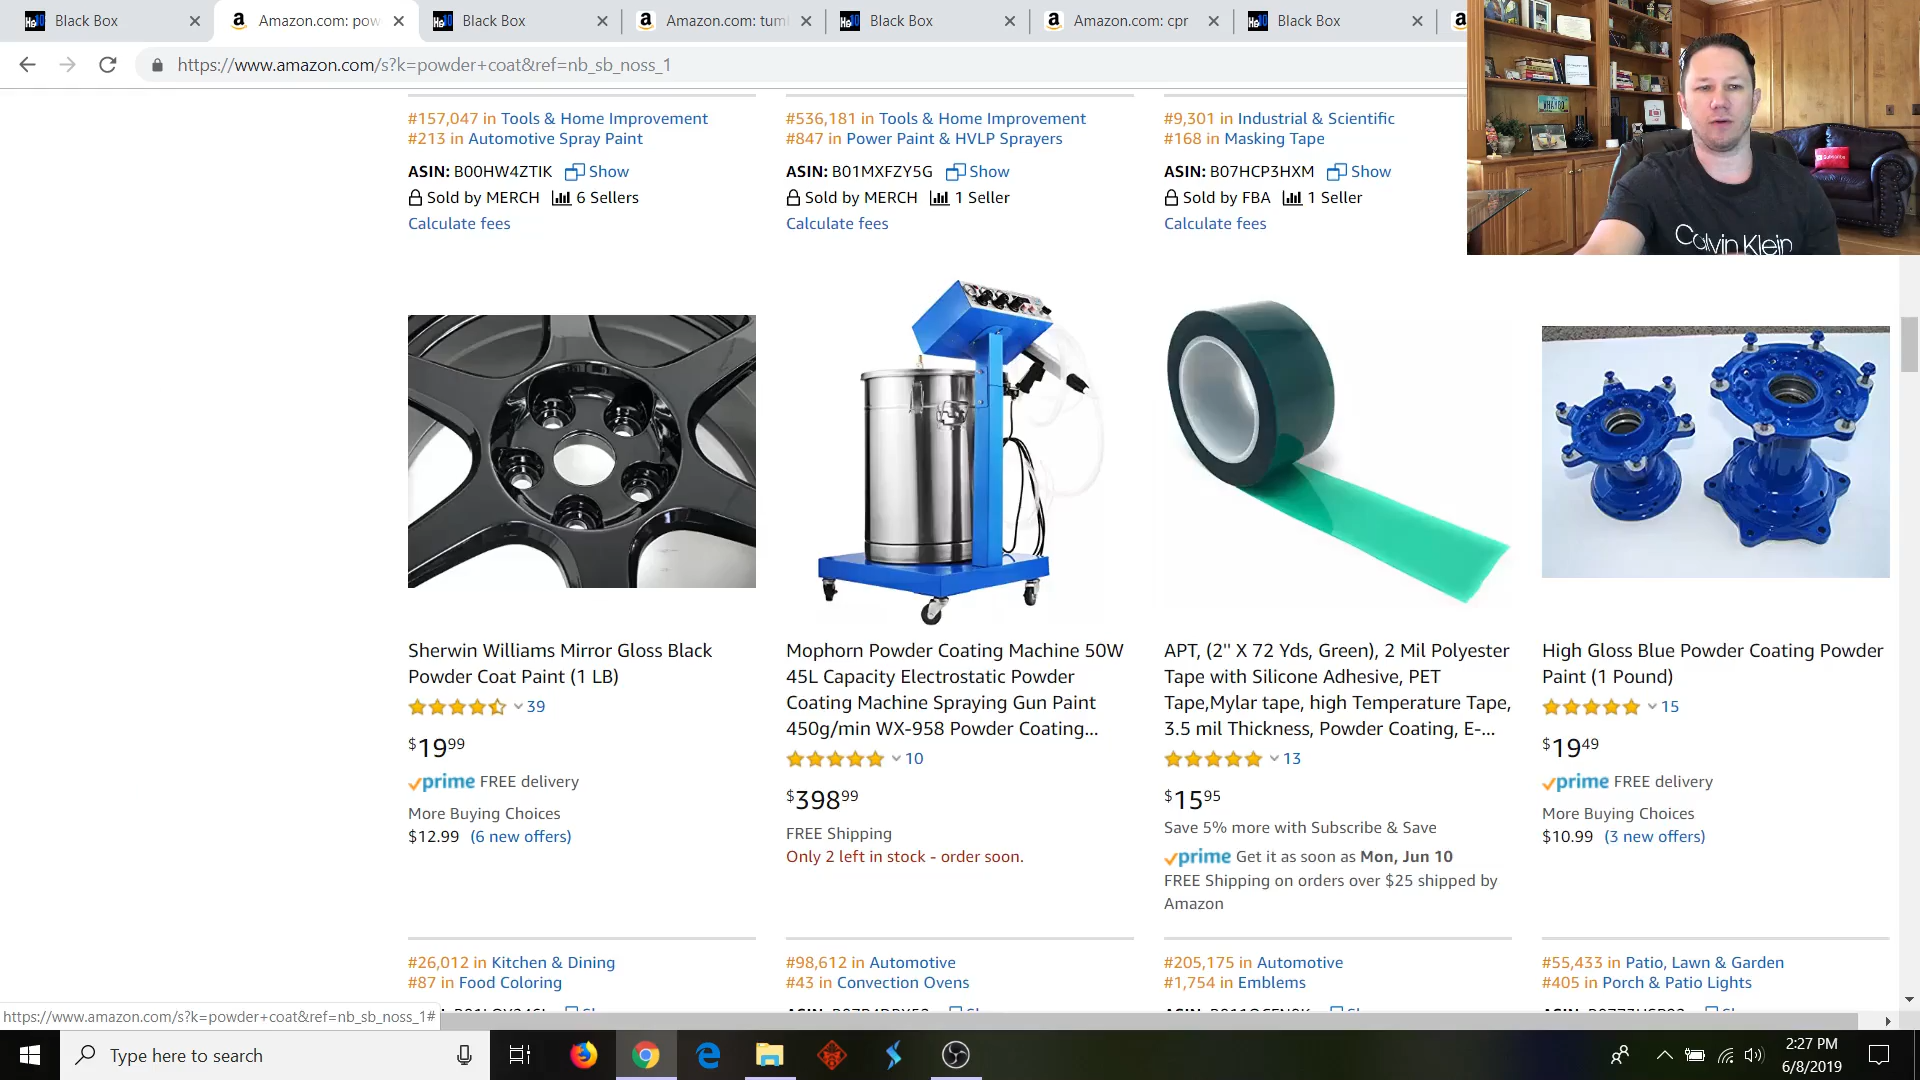 Black Box
Amazon.com: pow
Black Box
Amazon.com: tuml
Black Box
Amazon.com: cpr
Black Box
https://www.amazon.com/s?k=powder+coat&ref=nb_sb_noss_1
#157,047 in Tools & Home Improvement
#213 in Automotive Spray Paint
ASIN: B00HW4ZTIK Show
Sold by MERCH 6 Sellers
Calculate fees
#536,181 in Tools & Home Improvement
#847 in Power Paint & HVLP Sprayers
ASIN: B01MXFZY5G Show
Sold by MERCH 1 Seller
Calculate fees
#9,301 in Industrial & Scientific
#168 in Masking Tape
ASIN: B07HCP3HXM Show
Sold by FBA 1 Seller
Calculate fees
Calvin Klein
Sherwin Williams Mirror Gloss Black
Powder Coat Paint (1 LB)
39
$19.99
prime FREE delivery
More Buying Choices
$12.99 (6 new offers)
Mophorn Powder Coating Machine 50W
45L Capacity Electrostatic Powder
Coating Machine Spraying Gun Paint
450g/min WX-958 Powder Coating...
10
$398.99
FREE Shipping
Only 2 left in stock - order soon.
APT, (2" X 72 Yds, Green), 2 Mil Polyester
Tape with Silicone Adhesive, PET
Tape,Mylar tape, high Temperature Tape,
3.5 mil Thickness, Powder Coating, E-...
13
$15.95
Save 5% more with Subscribe & Save
prime Get it as soon as Mon, Jun 10
FREE Shipping on orders over $25 shipped by
Amazon
High Gloss Blue Powder Coating Powder
Paint (1 Pound)
15
$19.49
prime FREE delivery
More Buying Choices
$10.99 (3 new offers)
#26,012 in Kitchen & Dining
#87 in Food Coloring
#98,612 in Automotive
#43 in Convection Ovens
#205,175 in Automotive
#1,754 in Emblems
#55,433 in Patio, Lawn & Garden
#405 in Porch & Patio Lights
https://www.amazon.com/s?k=powder+coat&ref=nb_sb_noss_1#
Type here to search
2:27 PM
6/8/2019